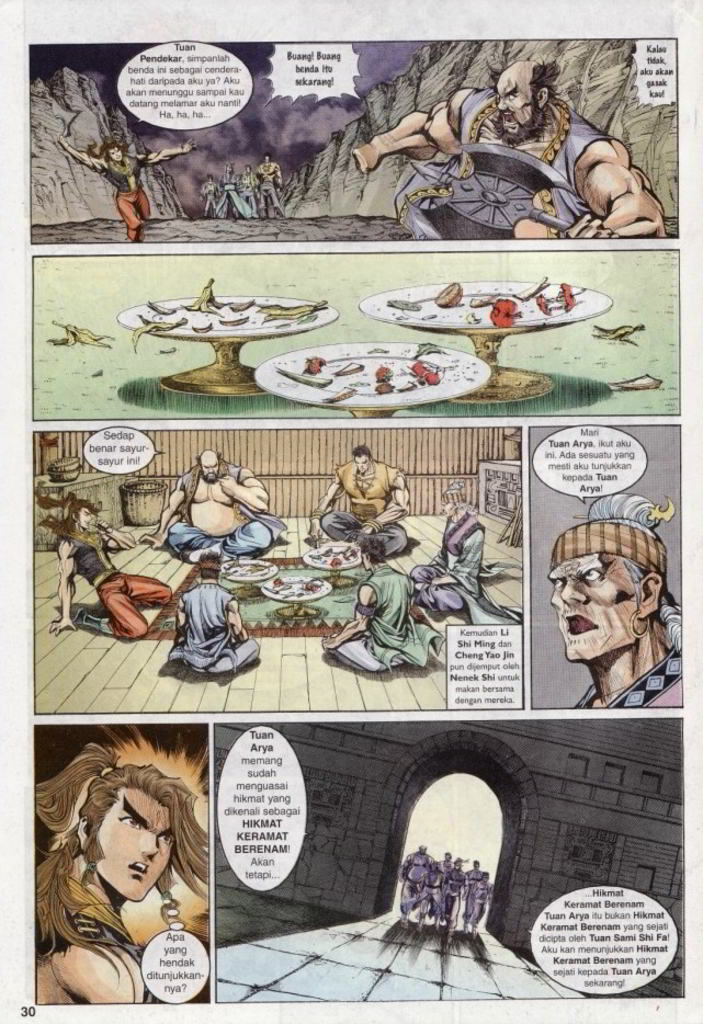 Tuan
Pendekar, simpanlah
benda ini sebagai cendera-
hati daripada aku ya? Aku
akan menunggu sampai kau
datang melamar aku nanti!
Ha, ha, ha...
Buang! Buang
benda itu
sekarang!
Kalau
tidak,
aku akan
gasak
kau!
Sedap
benar sayur-
sayur ini!
Kemudian Li
Shi Ming dan
Cheng Yao Jin
pun dijemput oleh
Nenek Shi untuk
makan bersama
dengan mereka.
Mari
Tuan Arya, ikut aku
ini. Ada sesuatu yang
mesti aku tunjukkan
kepada Tuan
Arya!
Apa
yang
hendak
ditunjukkan-
nya?
Tuan
Arya
memang
sudah
menguasai
hikmat yang
dikenali sebagai
HIKMAT
KERAMAT
BERENAM!
Akan
tetapi...
...Hikmat
Keramat Berenam
Tuan Arya itu bukan Hikmat
Keramat Berenam yang sejati
dicipta oleh Tuan Sami Shi Fa!
Aku kan menunjukkan Hikmat
Keramat Berenam yang
sejati kepada Tuan Arya
sekarang!
30